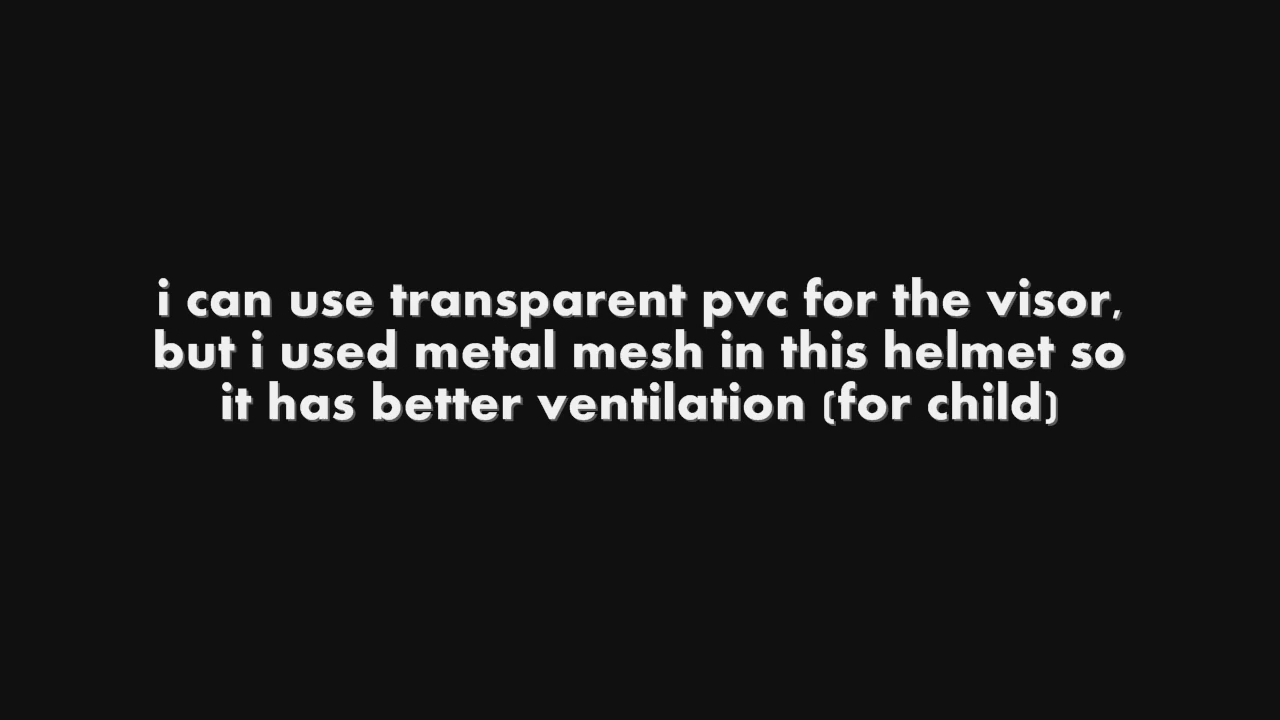 i can use transparent pvc for the visor,
but i used metal mesh in this helmet so
it has better ventilation (for child)